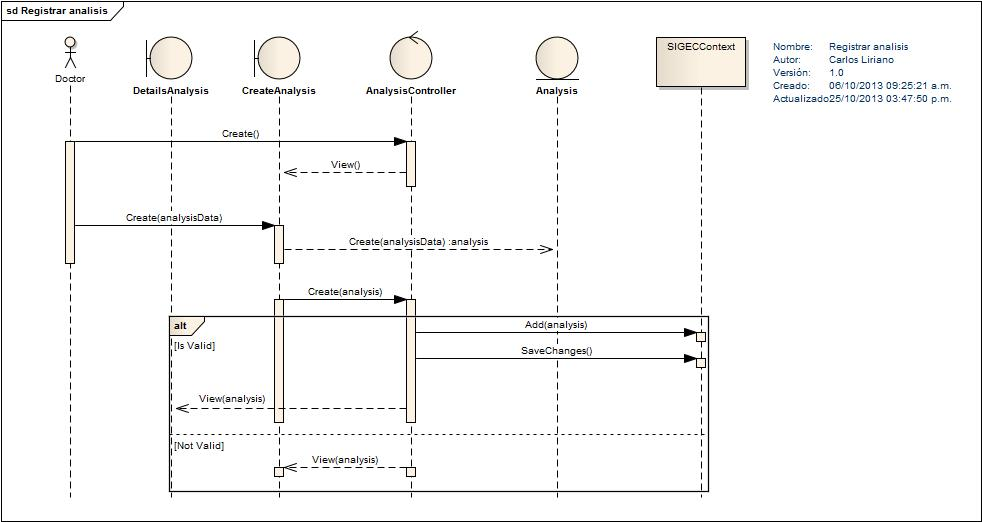 sd Registrar analisis
Doctor
DetailsAnalysis
CreateAnalysis
AnalysisController
Analysis
SIGECContext
Nombre: Registrar analisis
Autor: Carlos Liriano
Versión: 1.0
Creado: 06/10/2013 09:25:21 a.m.
Actualizado25/10/2013 03:47:50 p.m.
Create()
View()
Create(analysisData)
Create(analysisData) :analysis
Create(analysis)
alt
Add(analysis)
[Is Valid]
SaveChanges()
View(analysis)
[Not Valid]
View(analysis)